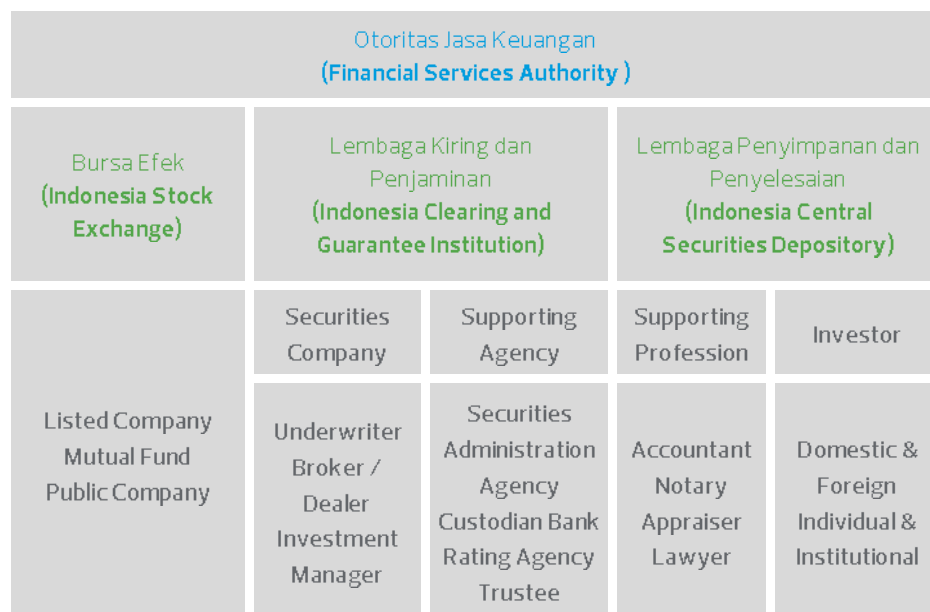 Otoritas Jasa Keuangan
(Financial Services Authority )
Bursa Efek
(Indonesia Stock
Exchange)
Lembaga Kiring dan
Penjaminan
(Indonesia Clearing and
Guarantee Institution)
Lembaga Penyimpanan dan
Penyelesaian
(Indonesia Central
Securities Depository)
Listed Company
Mutual Fund
Public Company
Securities
Company
Supporting
Agency
Supporting
Profession
Investor
Underwriter
Broker /
Dealer
Investment
Manager
Securities
Administration
Agency
Custodian Bank
Rating Agency
Trustee
Accountant
Notary
Appraiser
Lawyer
Domestic &
Foreign
Individual &
Institutional